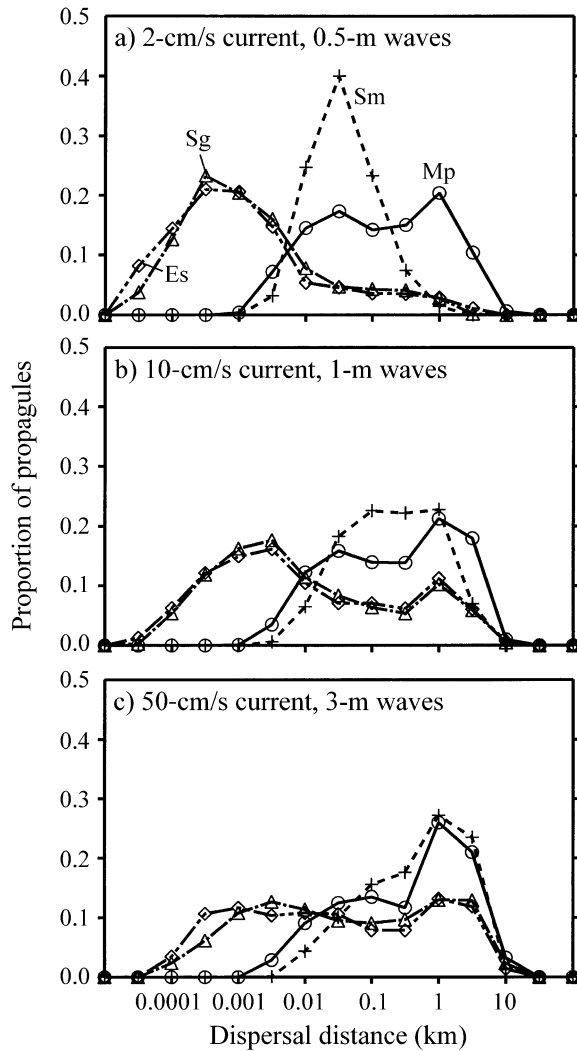 Proportion of propagules
0.5
a) 2-cm/s current, 0.5-m waves
0.4
Sm
0.3
Sg
Mp
0.2
0.1
Es
0.0
0.5
b) 10-cm/s current, 1-m waves
0.4
0.3
0.2
0.1
0.0
0.5
c) 50-cm/s current, 3-m waves
0.4
0.3
0.2
0.1
0.0
0.0001 0.001 0.01 0.1 1 10
Dispersal distance (km)